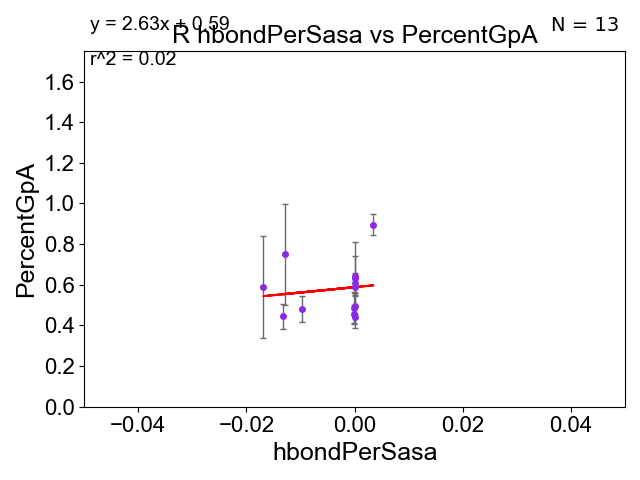 y = 2.63x + 0.59
N = 13
R hbondPerSasa vs PercentGpA
r^2 = 0.02
1.6
1.4
1.2
1.0
0.8
0.6
0.4
0.2
0.0
PercentGpA
−0.04 −0.02 0.00 0.02 0.04
hbondPerSasa